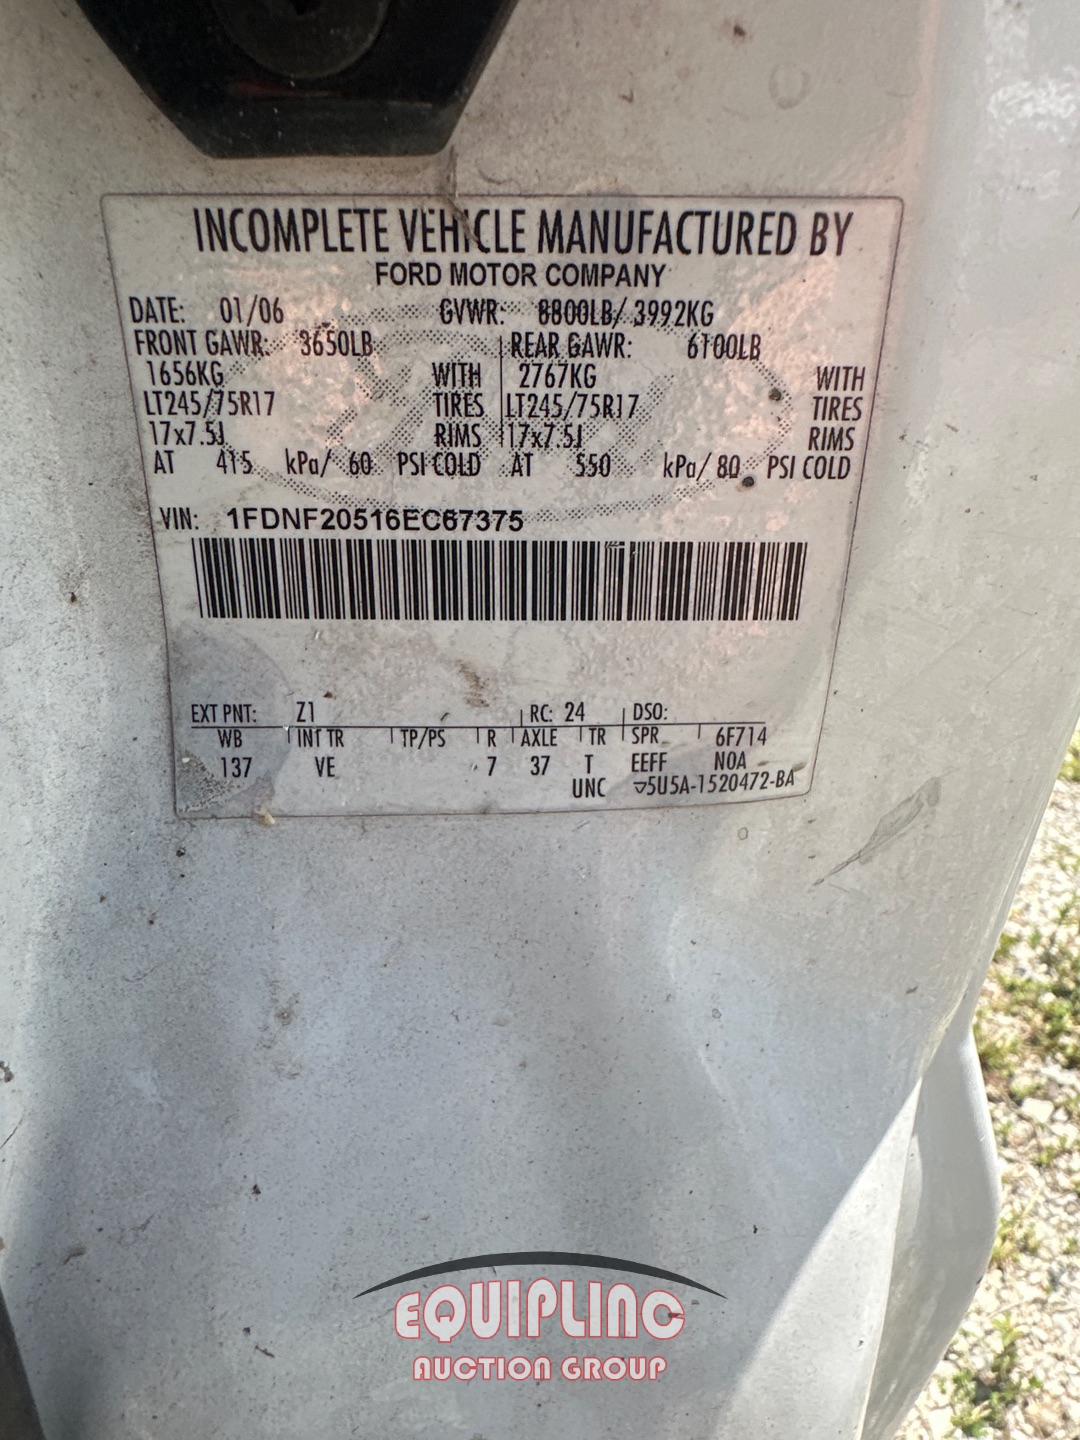 INCOMPLETE VEHICLE MANUFACTURED BY
FORD MOTOR COMPANY
DATE: 01/06 GVWR: 8800LB/ 3992KG
FRONT GAWR: 3650LB REAR GAWR: 6100LB
1656KG WITH 2767KG WITH
LT245/75R17 TIRES LT245/75R17 TIRES
17x7.5J RIMS 17x7.5J RIMS
AT 415 kPa/ 60 PSI COLD AT 550 kPa/ 80 PSI COLD
VIN: 1FDNF20516EC67375
EXT PNT: Z1 RC: 24 DSO:
WB INT TR TP/PS R AXLE TR SPR 6F714
137 VE 7 37 T EEFF NOA
UNC ▽5U5A-1520472-BA
EQUIPLINC
AUCTION GROUP